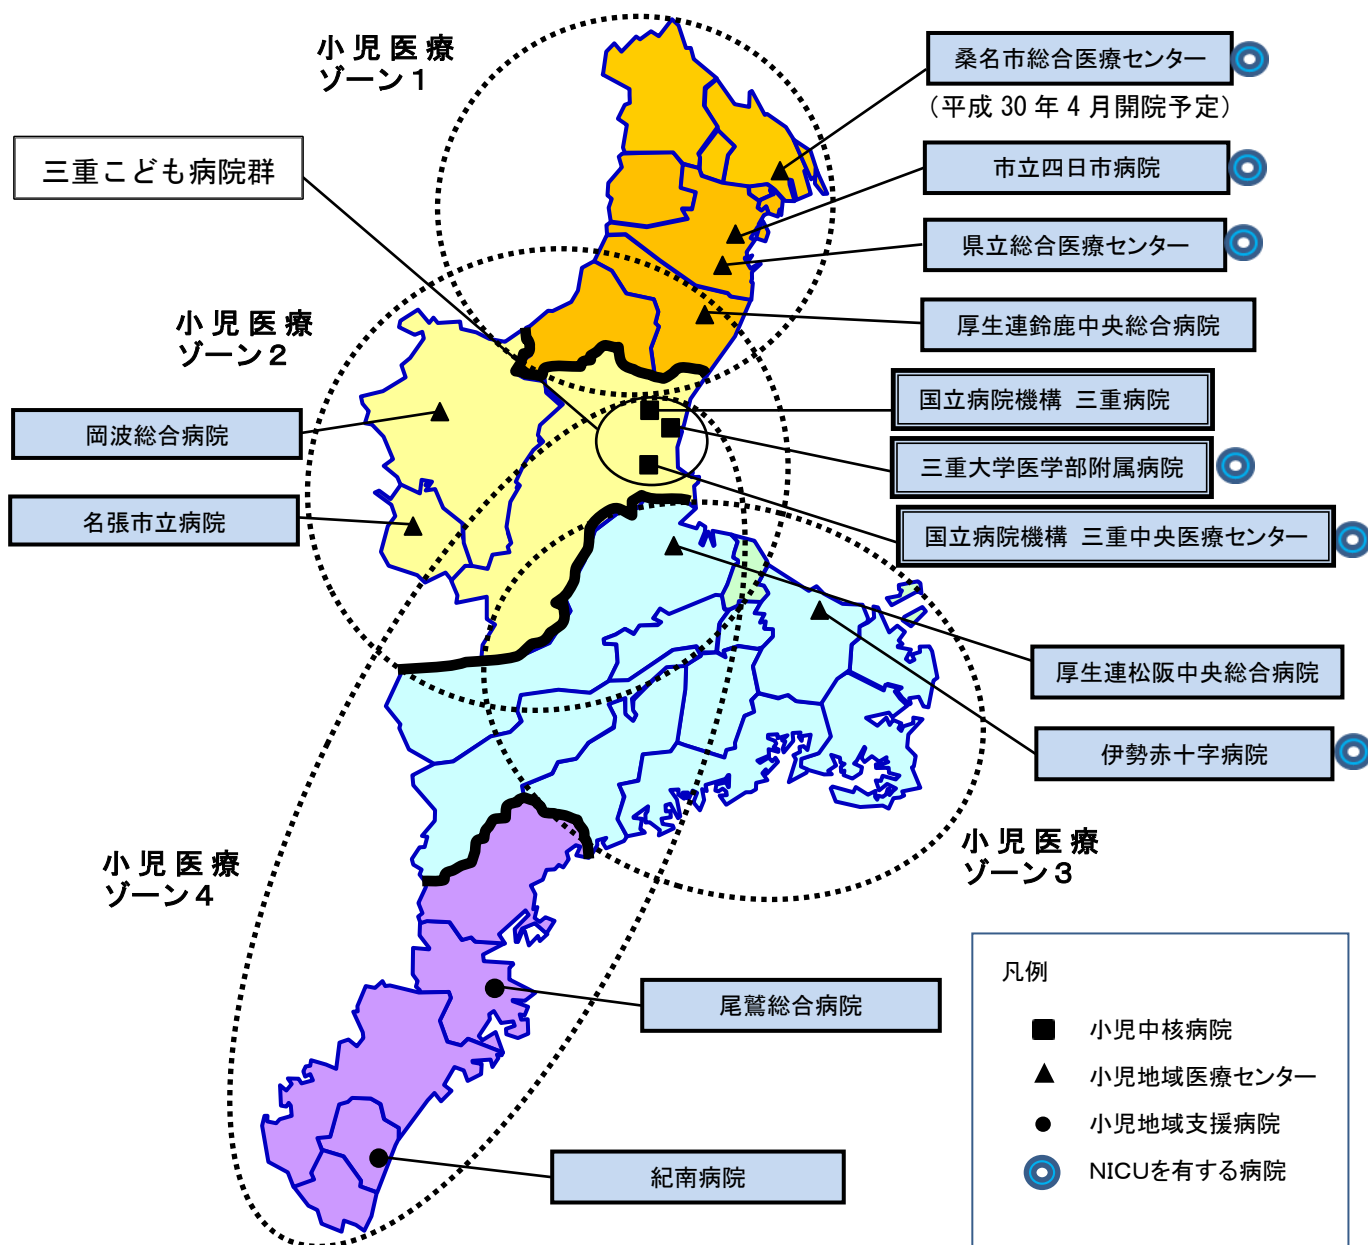 小児医療
ゾーン１
桑名市総合医療センター
（平成 30 年 4 月開院予定）
三重こども病院群
市立四日市病院
県立総合医療センター
小児医療
ゾーン２
厚生連鈴鹿中央総合病院
国立病院機構 三重病院
岡波総合病院
三重大学医学部附属病院
名張市立病院
国立病院機構 三重中央医療センター
厚生連松阪中央総合病院
伊勢赤十字病院
小児医療
ゾーン３
小児医療
ゾーン４
尾鷲総合病院
紀南病院
凡例
小児中核病院
小児地域医療センター
小児地域支援病院
NICUを有する病院